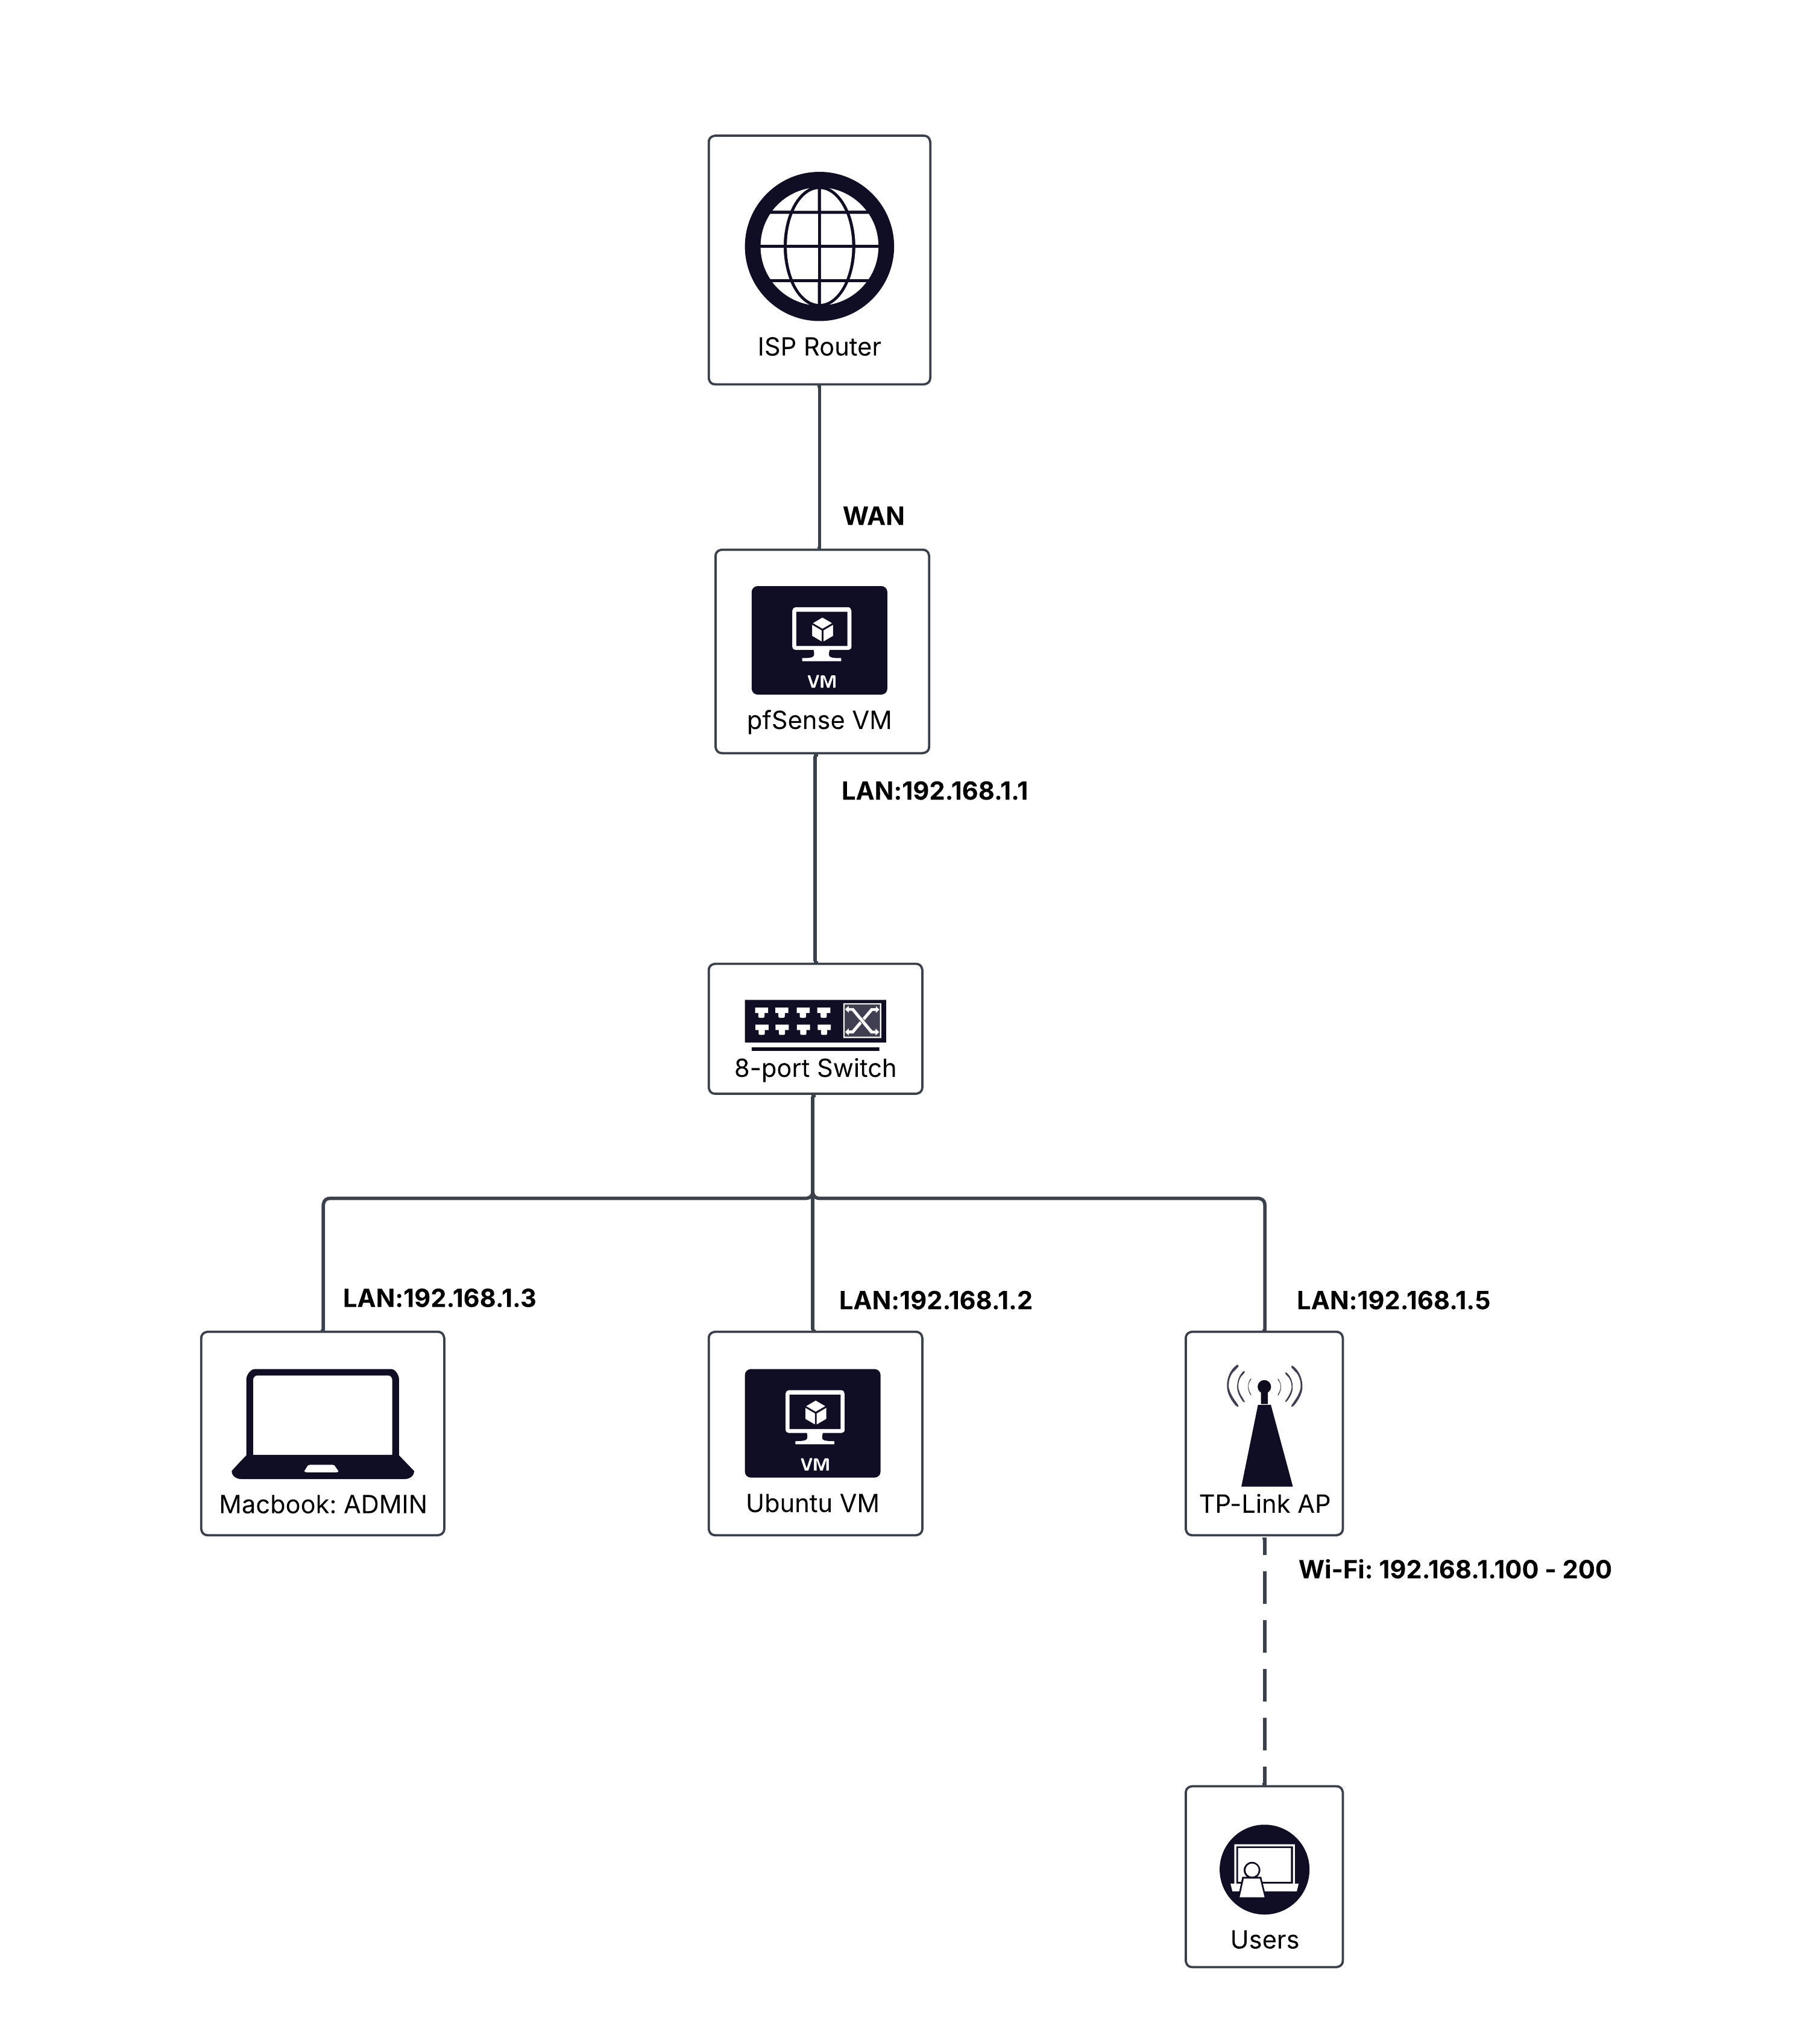 ISP Router
WAN
VM
pfSense VM
LAN:192.168.1.1
8-port Switch
LAN:192.168.1.3
LAN:192.168.1.2
LAN:192.168.1.5
VM
Macbook: ADMIN
Ubuntu VM
TP-Link AP
Wi-Fi: 192.168.1.100 - 200
Users